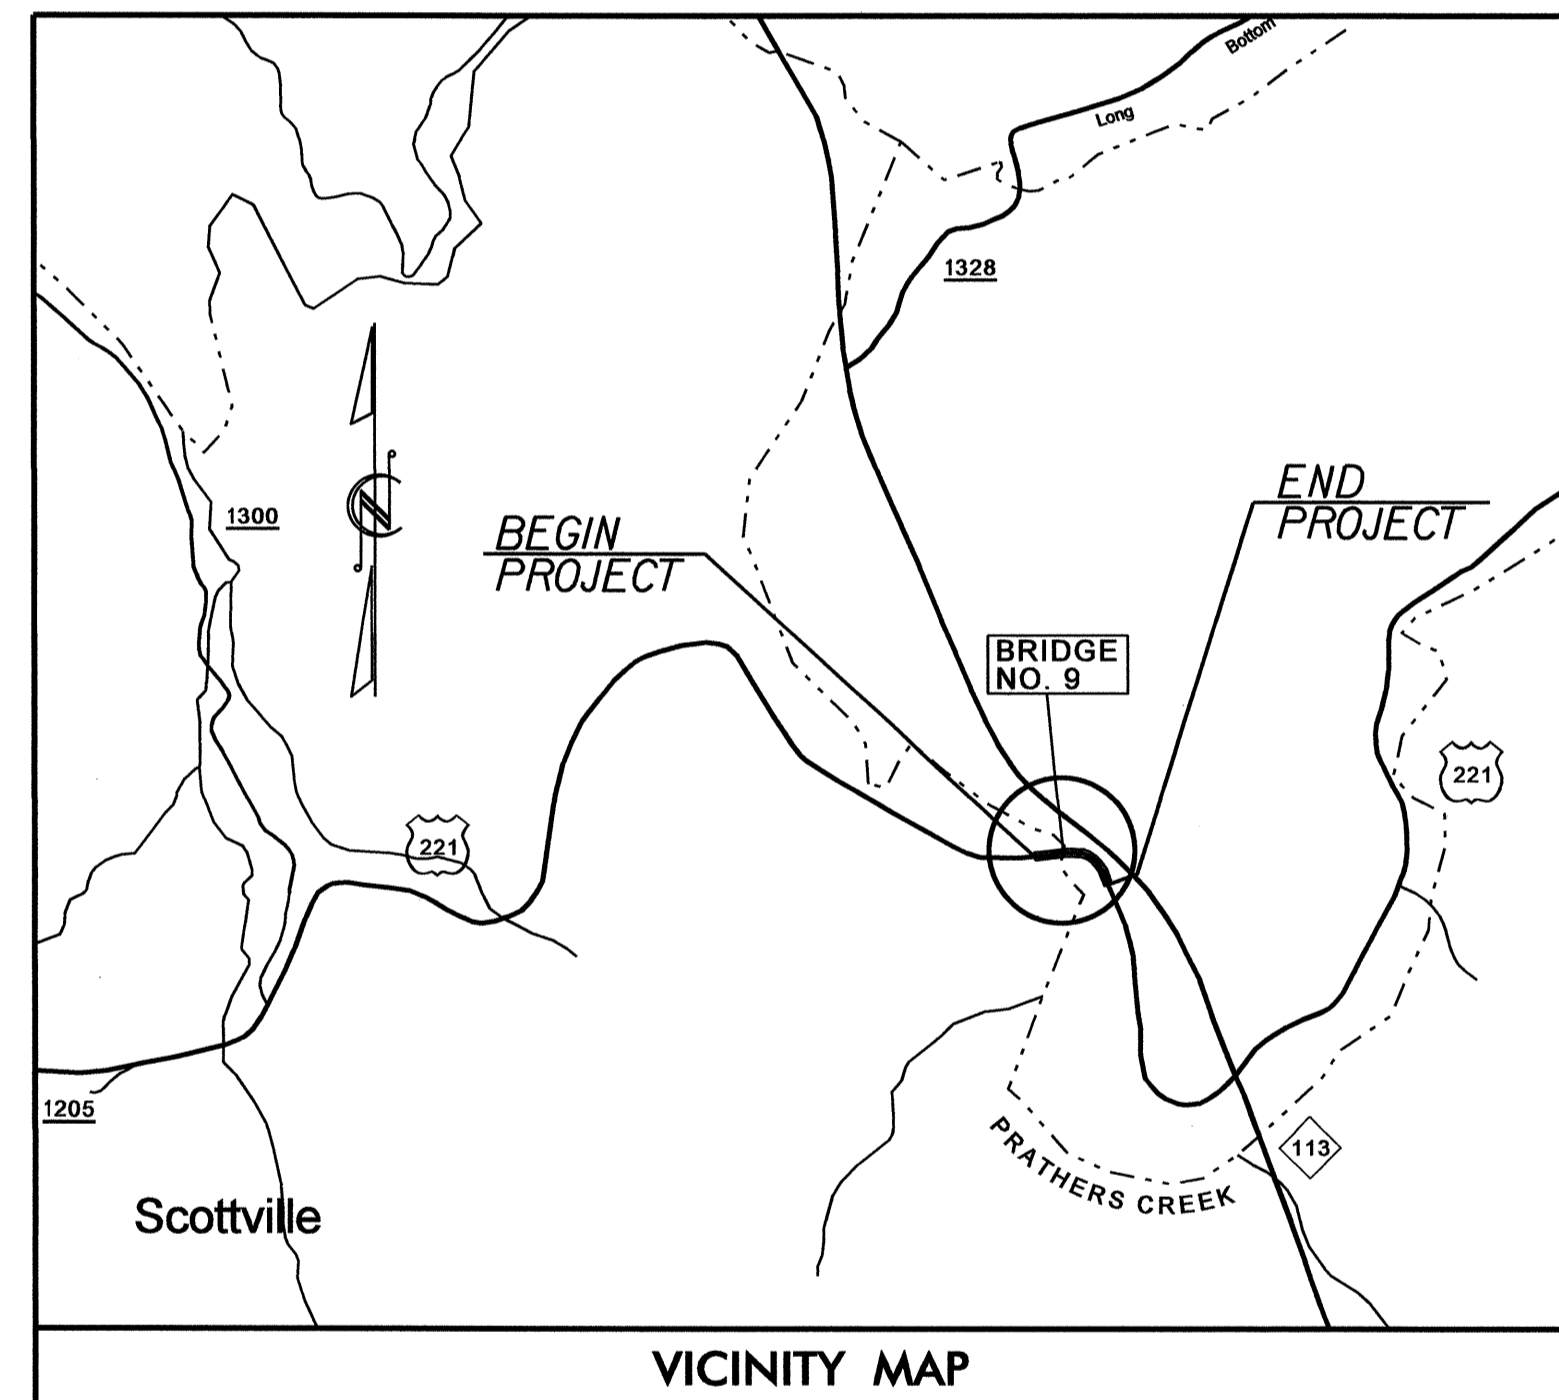 Bottom
Long
1328
END
PROJECT
1300
BEGIN
PROJECT
BRIDGE
NO. 9
221
221
1205
113
PRATHERS CREEK
Scottville
VICINITY MAP